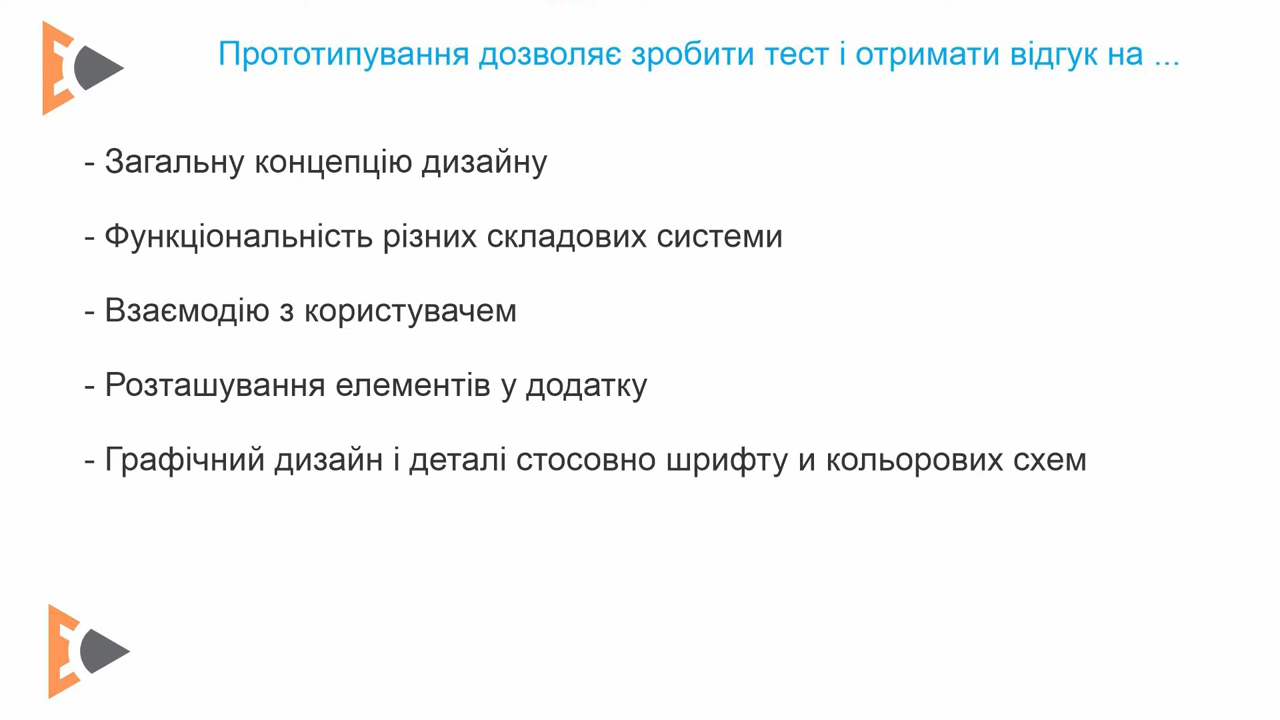 Прототипування дозволяє зробити тест і отримати відгук на ...
- Загальну концепцію дизайну
- Функціональність різних складових системи
- Взаємодію з користувачем
- Розташування елементів у додатку
- Графічний дизайн і деталі стосовно шрифту и кольорових схем